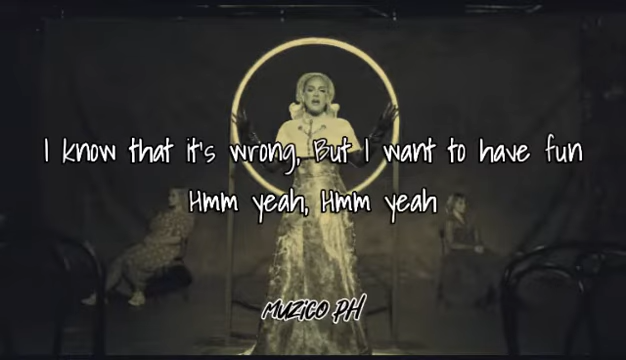 I know that it's wrong, But I want to have fun
Hmm yeah, Hmm yeah
MUZICO PH